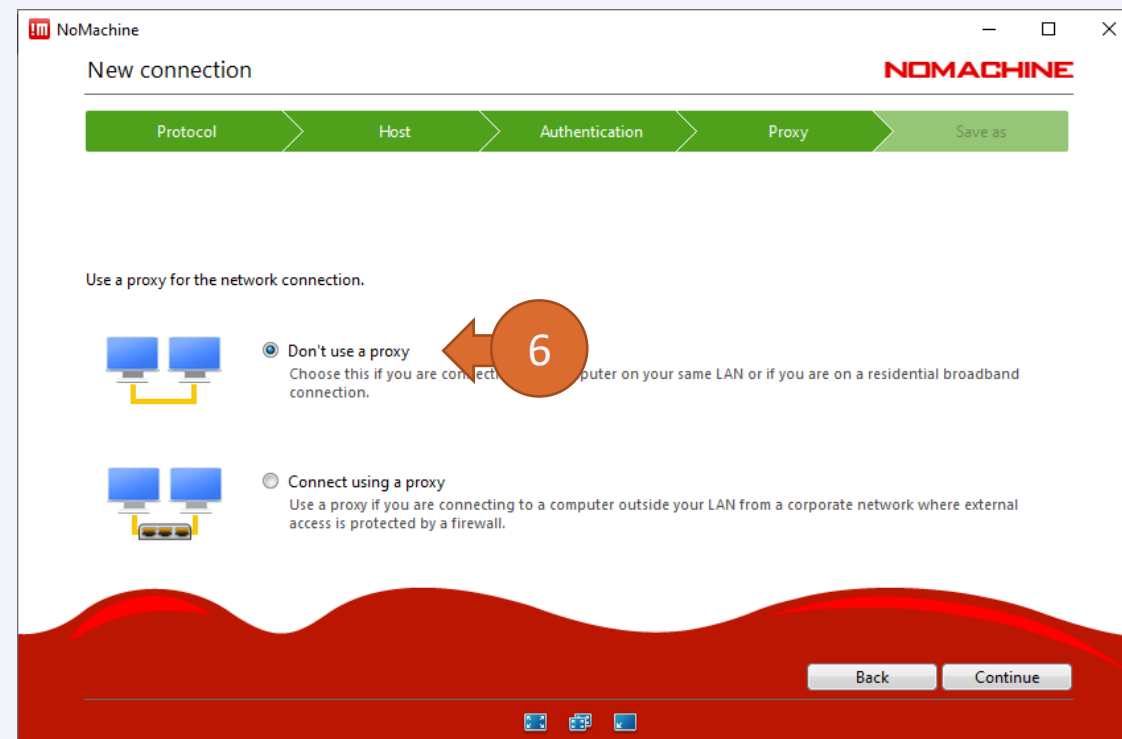 !m NoMachine
New connection
NOMACHINE
Protocol Host Authentication Proxy Save as
Use a proxy for the network connection.
Don't use a proxy
6
Choose this if you are connecti puter on your same LAN or if you are on a residential broadband
connection.
Connect using a proxy
Use a proxy if you are connecting to a computer outside your LAN from a corporate network where external
access is protected by a firewall.
Back Continue